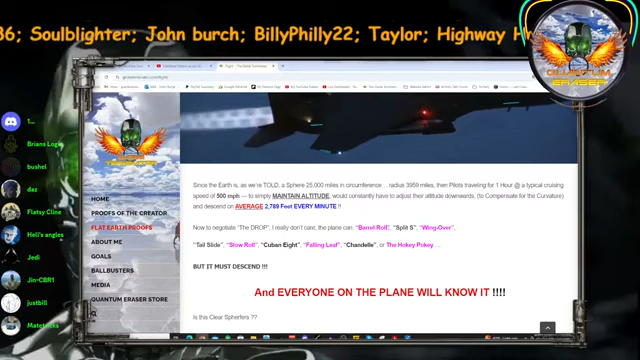 36; Soulblighter; John burch; BillyPhilly22; Taylor; Highway H
QUANTUM
ERASER
1...
Brians Logic
bushel
daz
Flatsy Cline
Hell's angels
Jedi
Jin-CBR1
justbill
HOME
PROOFS OF THE CREATOR
FLAT EARTH PROOFS
ABOUT ME
GOALS
BALLBUSTERS
MEDIA
QUANTUM ERASER STORE
Since the Earth is, as we're TOLD, a Sphere 25,000 miles in circumference ... radius 3959 miles, then Pilots traveling for 1 Hour @ a typical cruising
speed of 500 mph — to simply MAINTAIN ALTITUDE, would constantly have to adjust their altitude downwards, (to Compensate for the Curvature)
and descend on AVERAGE 2,789 Feet EVERY MINUTE !!
Now to negotiate "The DROP", I really don't care, the plane can: "Barrel Roll", "Split S", "Wing-Over",
"Tail Slide", "Slow Roll", "Cuban Eight", "Falling Leaf", "Chandelle", or The Hokey Pokey ...
BUT IT MUST DESCEND !!!
And EVERYONE ON THE PLANE WILL KNOW IT !!!!
Is this Clear Spherfers ??